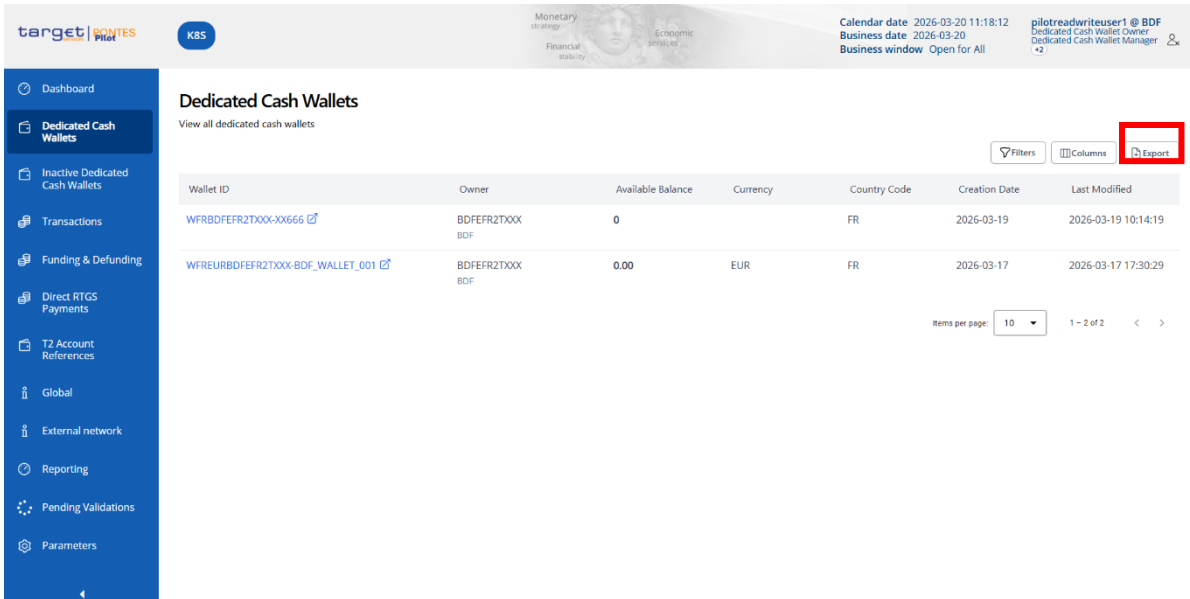 target | PONTES
SERVICES Pilot
K8S
Monetary
strategy
Economic
services
Financial
stability
Calendar date 2026-03-20 11:18:12
Business date 2026-03-20
Business window Open for All
pilotreadwriteuser1 @ BDF
Dedicated Cash Wallet Owner
Dedicated Cash Wallet Manager
+2
Dashboard
Dedicated Cash
Wallets
Inactive Dedicated
Cash Wallets
Transactions
Funding & Defunding
Direct RTGS
Payments
T2 Account
References
Global
External network
Reporting
Pending Validations
Parameters
Dedicated Cash Wallets
View all dedicated cash wallets
Filters Columns Export
Wallet ID Owner Available Balance Currency Country Code Creation Date Last Modified
WFRBDFEFR2TXXX-XX666 BDFEFR2TXXX 0 FR 2026-03-19 2026-03-19 10:14:19
BDF
WFREURBDFEFR2TXXX-BDF_WALLET_001 BDFEFR2TXXX 0.00 EUR FR 2026-03-17 2026-03-17 17:30:29
BDF
Items per page: 10 1 – 2 of 2